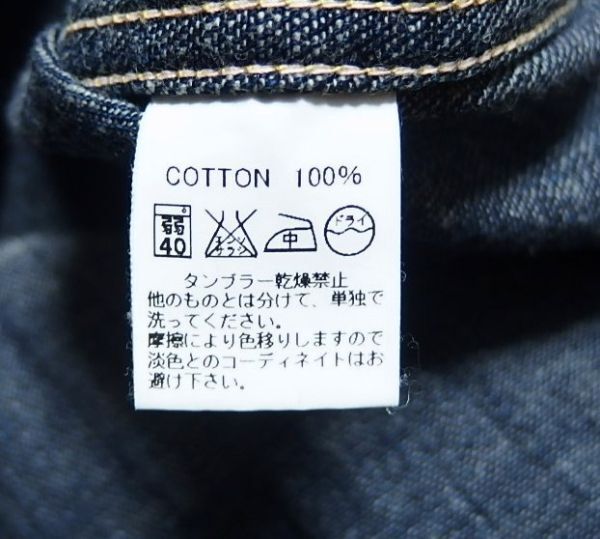 COTTON 100%
弱 エンソ 中 ドライ
40 サラシ
タンブラー乾燥禁止
他のものとは分けて、単独で
洗ってください。
摩擦により色移りしますので
淡色とのコーディネイトはお
避け下さい。